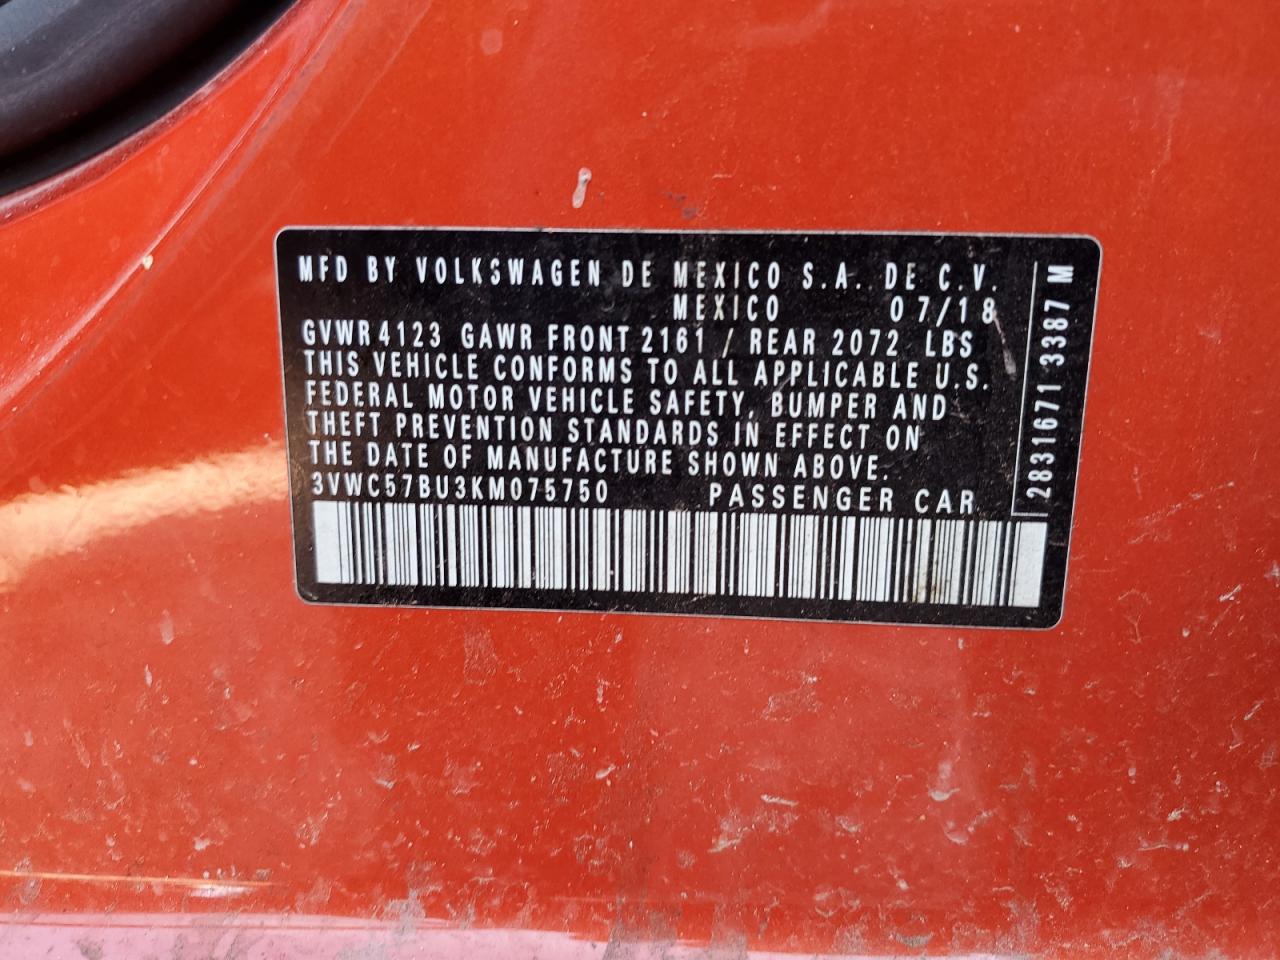 MFD BY VOLKSWAGEN DE MEXICO S.A. DE C.V.
MEXICO 07/18
GVWR 4123 GAWR FRONT 2161 / REAR 2072 LBS
THIS VEHICLE CONFORMS TO ALL APPLICABLE U.S.
FEDERAL MOTOR VEHICLE SAFETY, BUMPER AND
THEFT PREVENTION STANDARDS IN EFFECT ON
THE DATE OF MANUFACTURE SHOWN ABOVE.
3VWC57BU3KM075750 PASSENGER CAR
2831671 3387 M